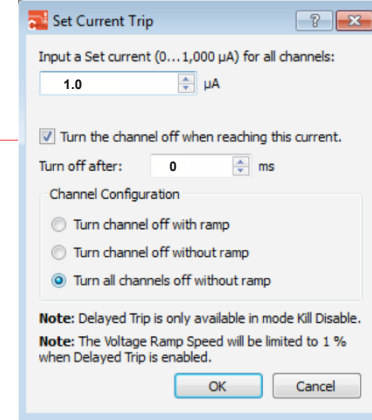 Set Current Trip
Input a Set current (0...1,000 µA) for all channels:
1.0 µA
Turn the channel off when reaching this current.
Turn off after: 0 ms
Channel Configuration
Turn channel off with ramp
Turn channel off without ramp
Turn all channels off without ramp
Note: Delayed Trip is only available in mode Kill Disable.
Note: The Voltage Ramp Speed will be limited to 1 %
when Delayed Trip is enabled.
OK Cancel